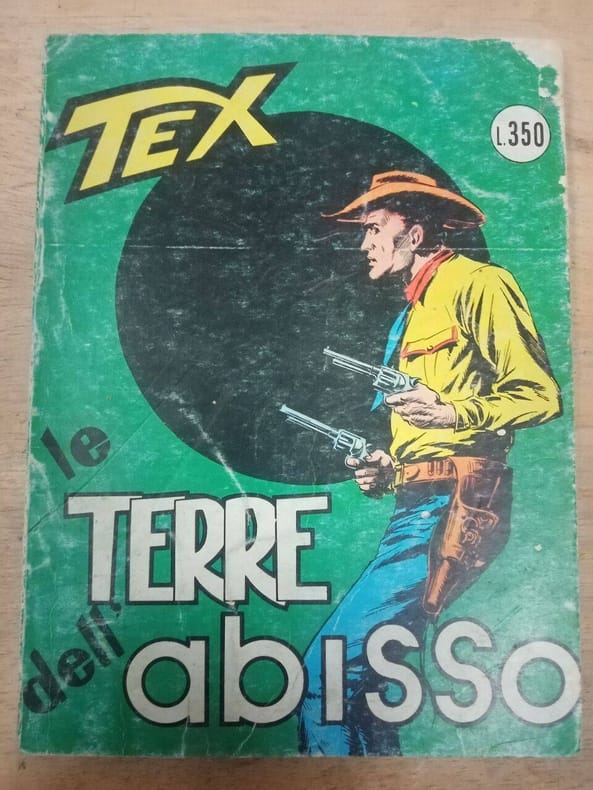 TEX
L.350
le
TERRE
dell'
abisso